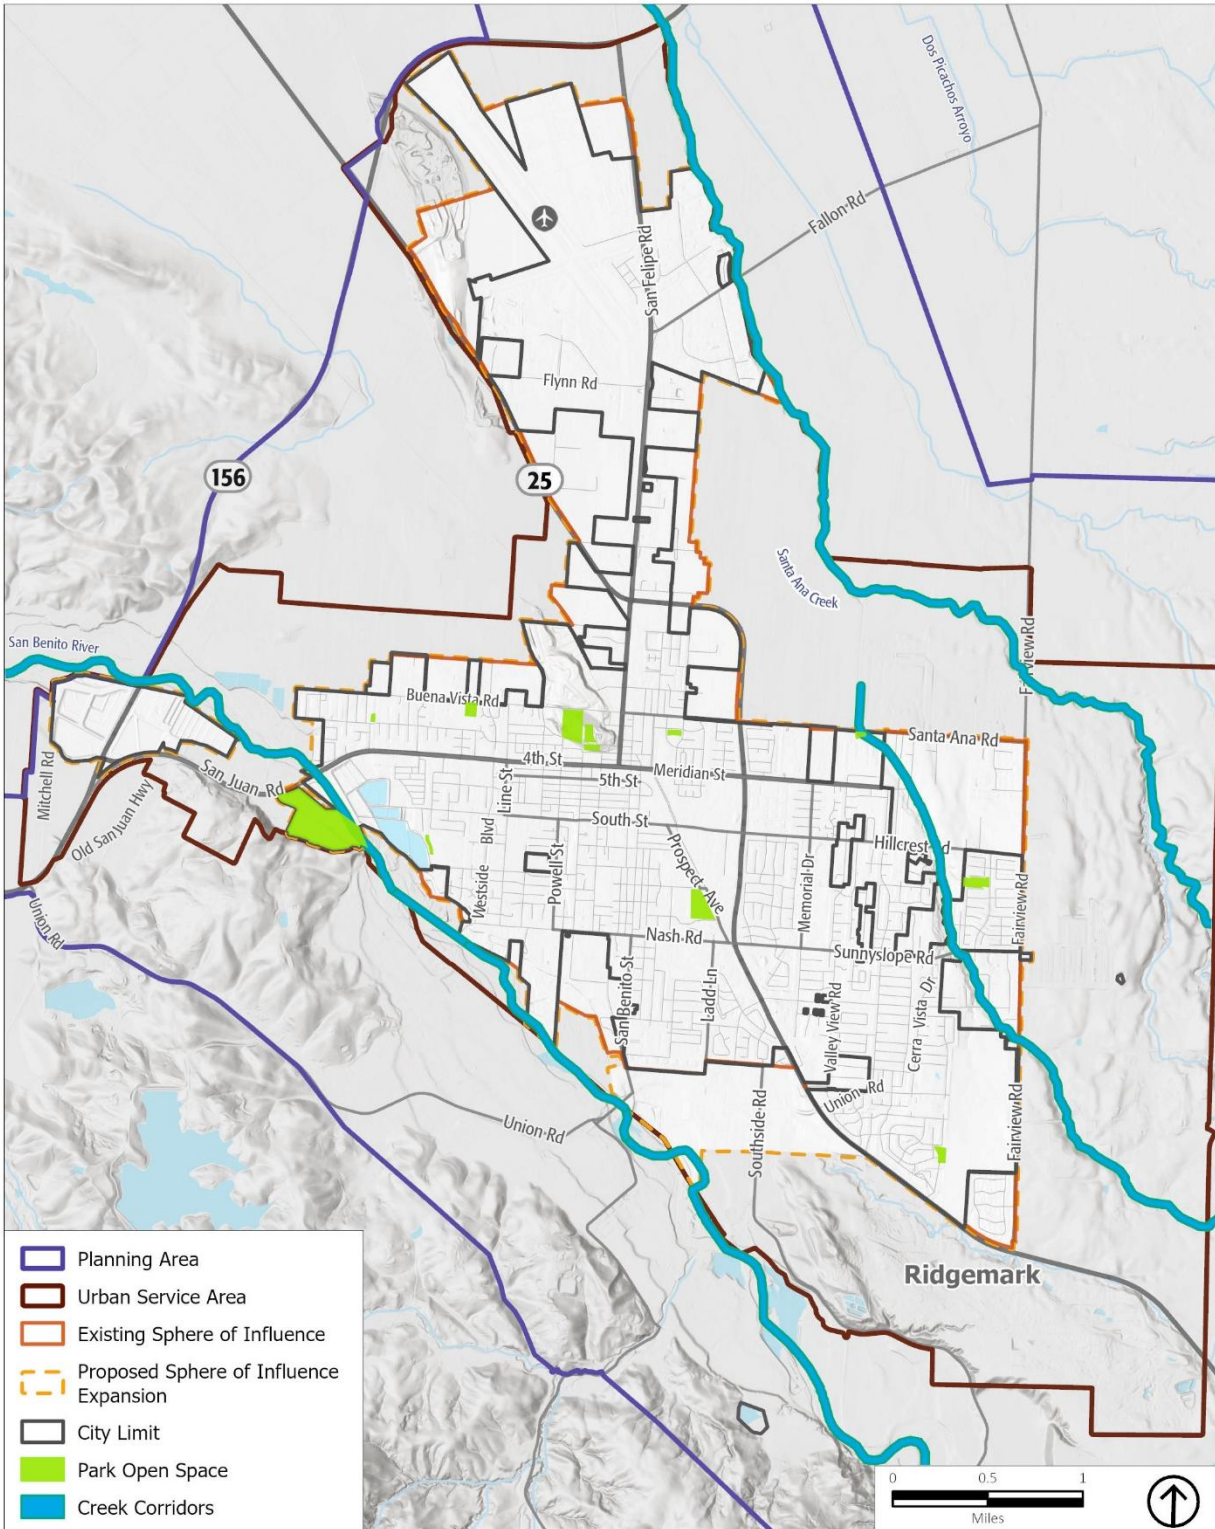 Dos Picachos Arroyo
Fallon Rd
San Felipe Rd
Flynn Rd
156
25
Santa Ana Creek
San Benito River
Fairview Rd
Buena Vista Rd
Santa Ana Rd
Mitchell Rd
4th St
Meridian St
5th St
San Juan Rd
Old San Juan Hwy
Line St
South St
Westside Blvd
Hillcrest Rd
Powell St
Prospect Ave
Memorial Dr
Fairview Rd
Union Rd
Nash Rd
Sunnyslope Rd
San Benito St
Ladd Ln
Valley View Rd
Cerra Vista Dr
Union Rd
Union Rd
Southside Rd
Fairview Rd
Ridgemark
Planning Area
Urban Service Area
Existing Sphere of Influence
Proposed Sphere of Influence
Expansion
City Limit
Park Open Space
Creek Corridors
0 0.5 1
Miles